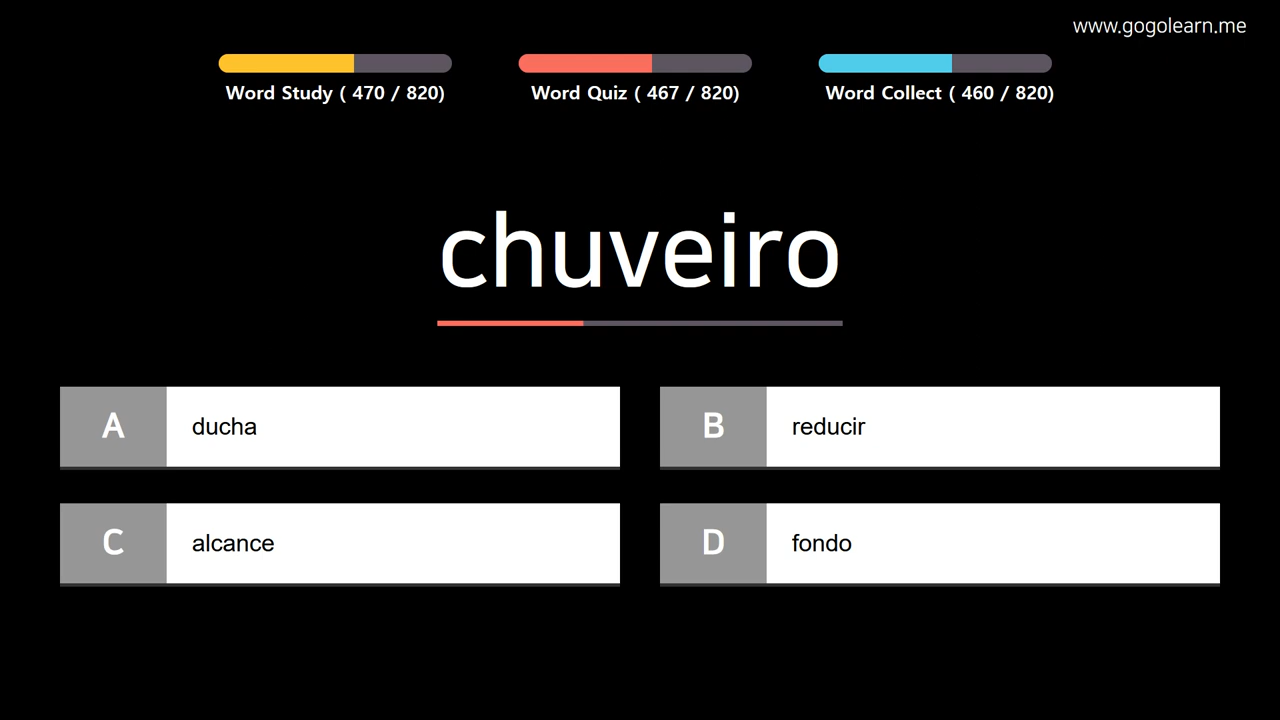 www.gogolearn.me
Word Study ( 470 / 820)
Word Quiz ( 467 / 820)
Word Collect ( 460 / 820)
chuveiro
A ducha
B reducir
C alcance
D fondo